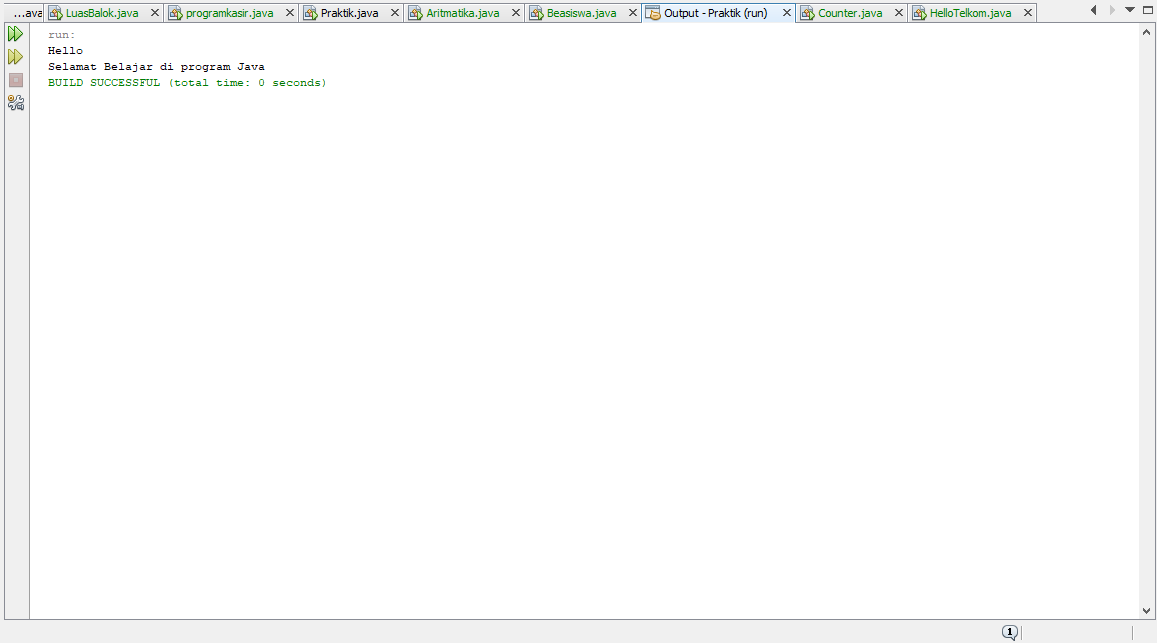 ...ava LuasBalok.java programkasir.java Praktik.java Aritmatika.java Beasiswa.java Output - Praktik (run) Counter.java HelloTelkom.java
run:
Hello
Selamat Belajar di program Java
BUILD SUCCESSFUL (total time: 0 seconds)
1